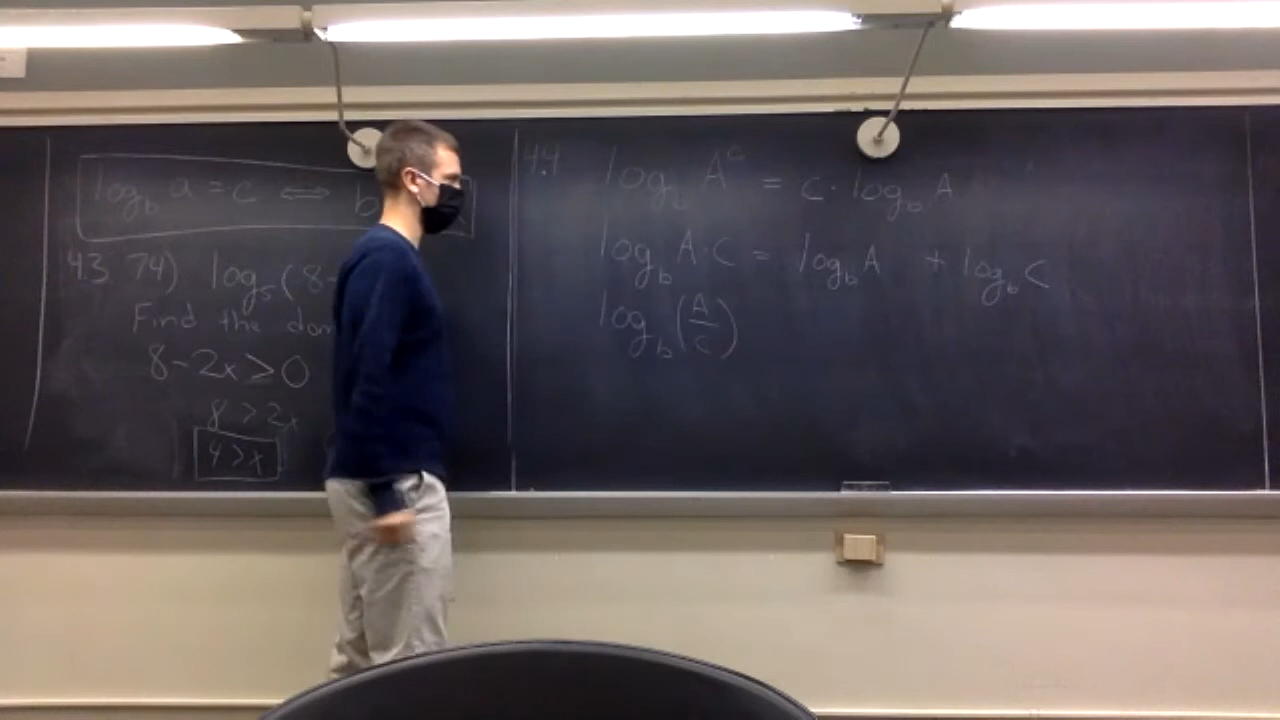 log_b a = c ⟺ b
4.3 74) log_5 (8-
Find the dom
8-2x ≥ 0
8 > 2x
4 > x
4.4 log_b A^c = c · log_b A
log_b A·C = log_b A + log_b C
log_b (A/C)